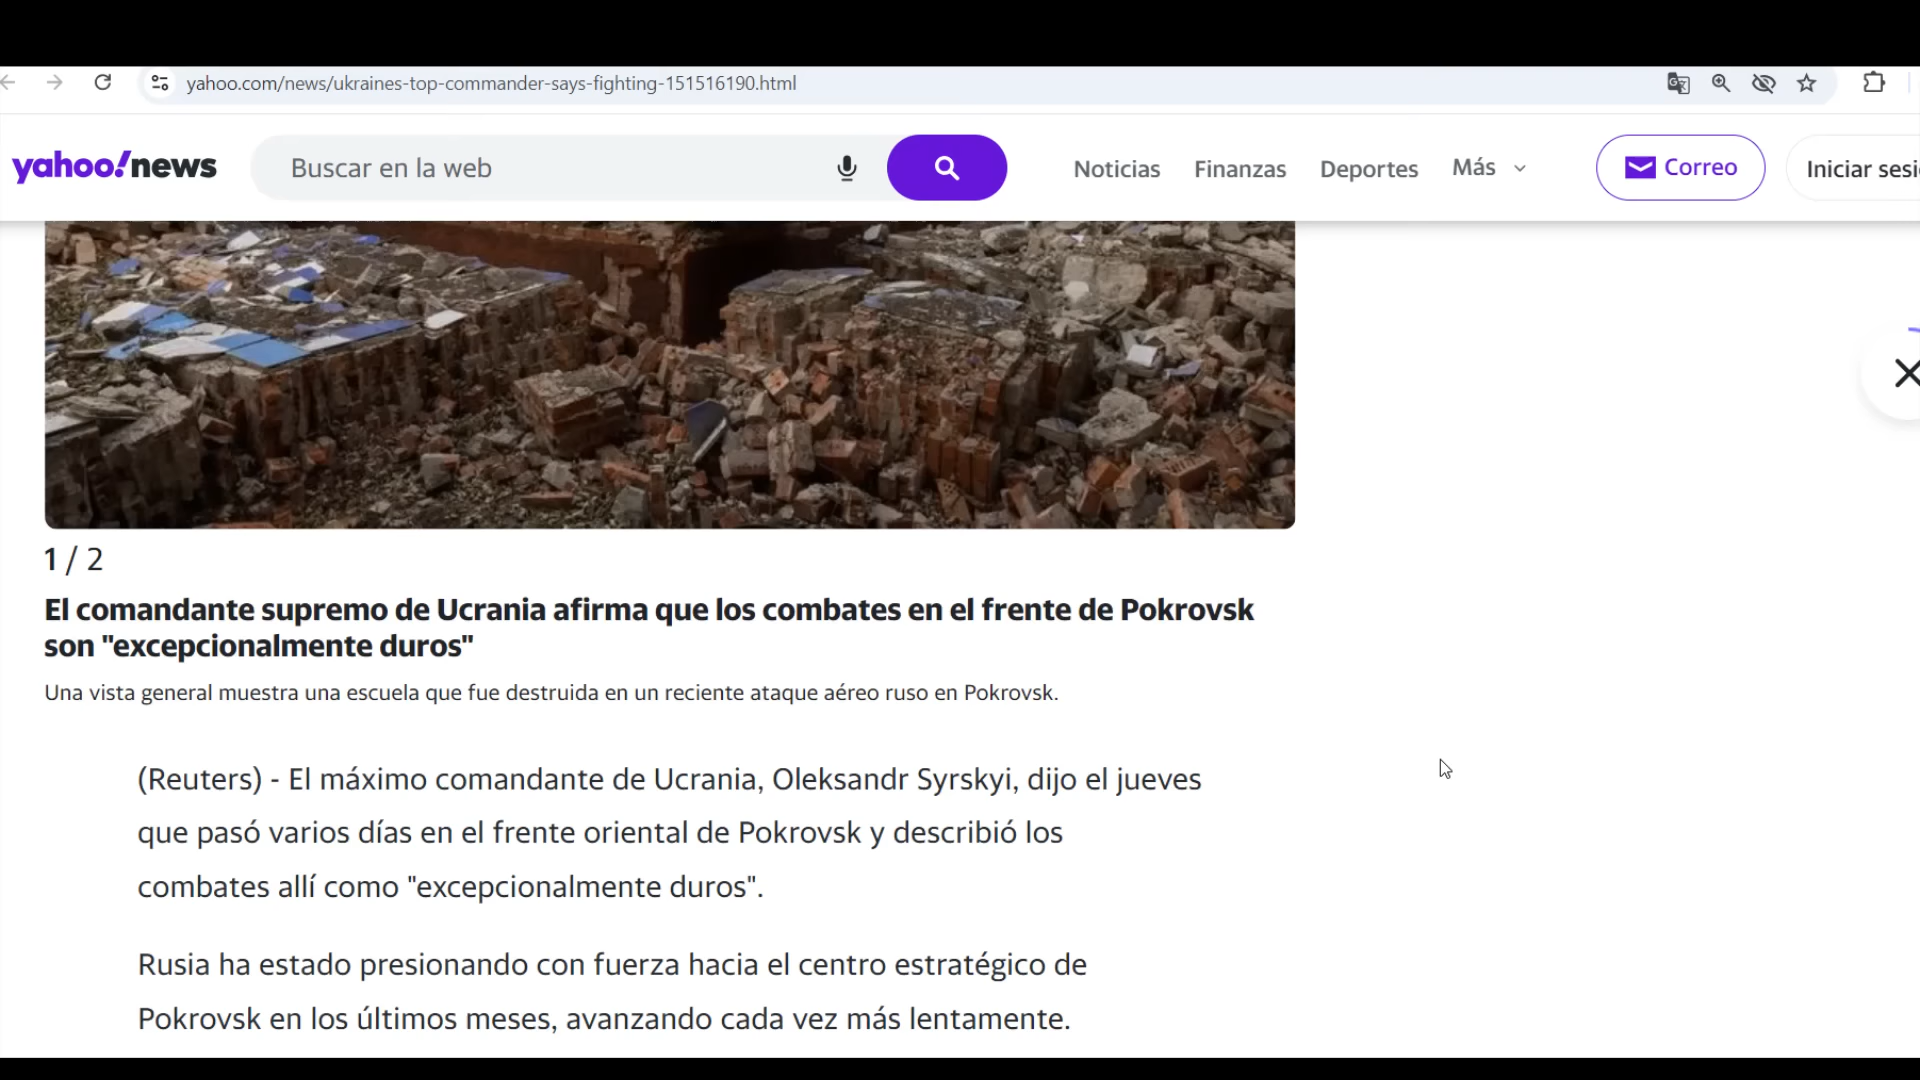 yahoo.com/news/ukraines-top-commander-says-fighting-151516190.html
yahoo!news
Buscar en la web
Noticias Finanzas Deportes Más Correo Iniciar sesi
1 / 2
El comandante supremo de Ucrania afirma que los combates en el frente de Pokrovsk
son "excepcionalmente duros"
Una vista general muestra una escuela que fue destruida en un reciente ataque aéreo ruso en Pokrovsk.
(Reuters) - El máximo comandante de Ucrania, Oleksandr Syrskyi, dijo el jueves
que pasó varios días en el frente oriental de Pokrovsk y describió los
combates allí como "excepcionalmente duros".
Rusia ha estado presionando con fuerza hacia el centro estratégico de
Pokrovsk en los últimos meses, avanzando cada vez más lentamente.